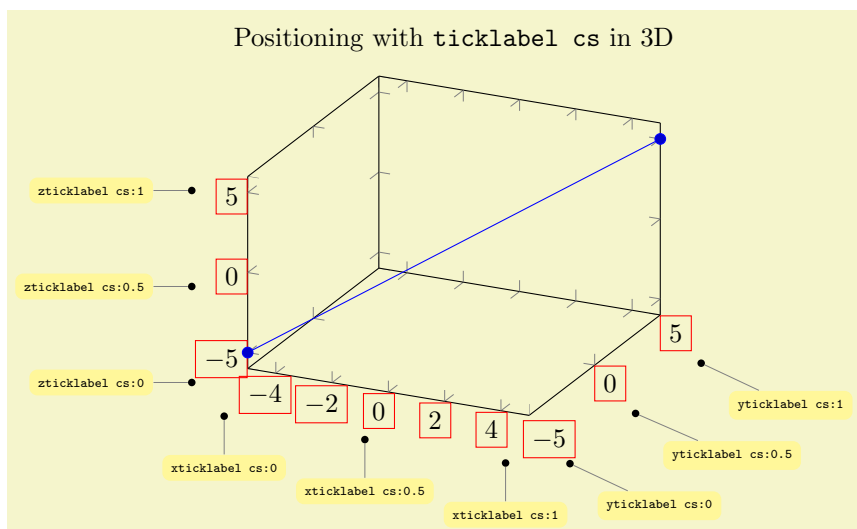 Positioning with ticklabel cs in 3D
zticklabel cs:1
5
zticklabel cs:0.5
0
zticklabel cs:0
−5
−4
−2
0
2
4
−5
0
5
yticklabel cs:1
yticklabel cs:0.5
yticklabel cs:0
xticklabel cs:0
xticklabel cs:0.5
xticklabel cs:1